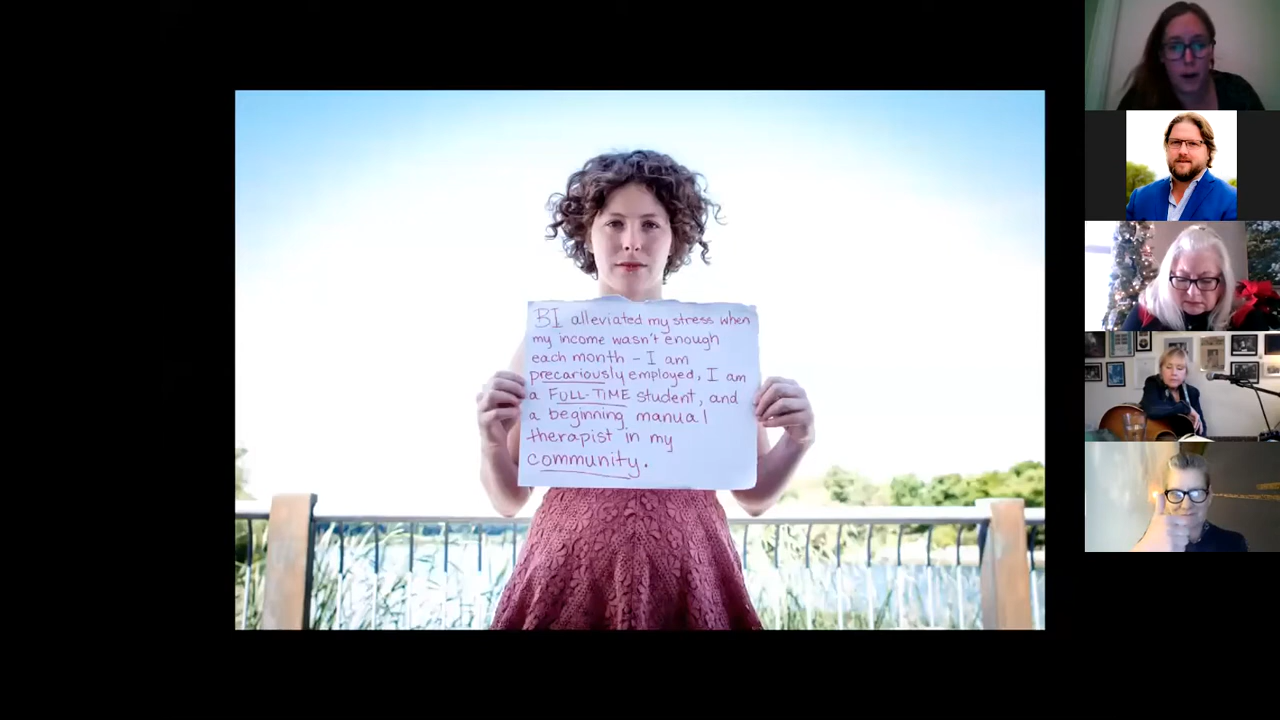 BI alleviated my stress when
my income wasn't enough
each month – I am
precariously employed, I am
a FULL-TIME student, and
a beginning manual
therapist in my
community.